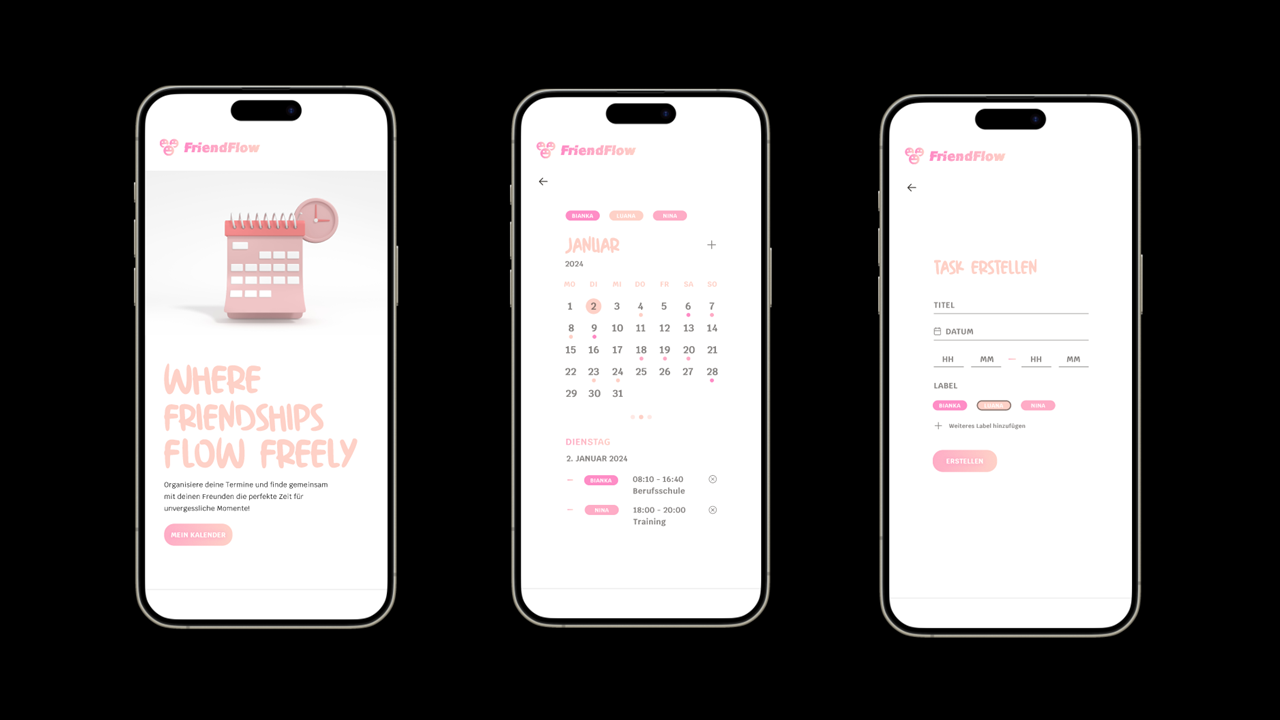 FriendFlow
WHERE
FRIENDSHIPS
FLOW FREELY
Organisiere deine Termine und finde gemeinsam
mit deinen Freunden die perfekte Zeit für
unvergessliche Momente!
MEIN KALENDER
FriendFlow
BIANKA LUANA NINA
JANUAR
2024
MO DI MI DO FR SA SO
1 2 3 4 5 6 7
8 9 10 11 12 13 14
15 16 17 18 19 20 21
22 23 24 25 26 27 28
29 30 31
DIENSTAG
2. JANUAR 2024
BIANKA 08:10 - 16:40
Berufsschule
NINA 18:00 - 20:00
Training
FriendFlow
TASK ERSTELLEN
TITEL
DATUM
HH MM — HH MM
LABEL
BIANKA LUANA NINA
Weiteres Label hinzufügen
ERSTELLEN